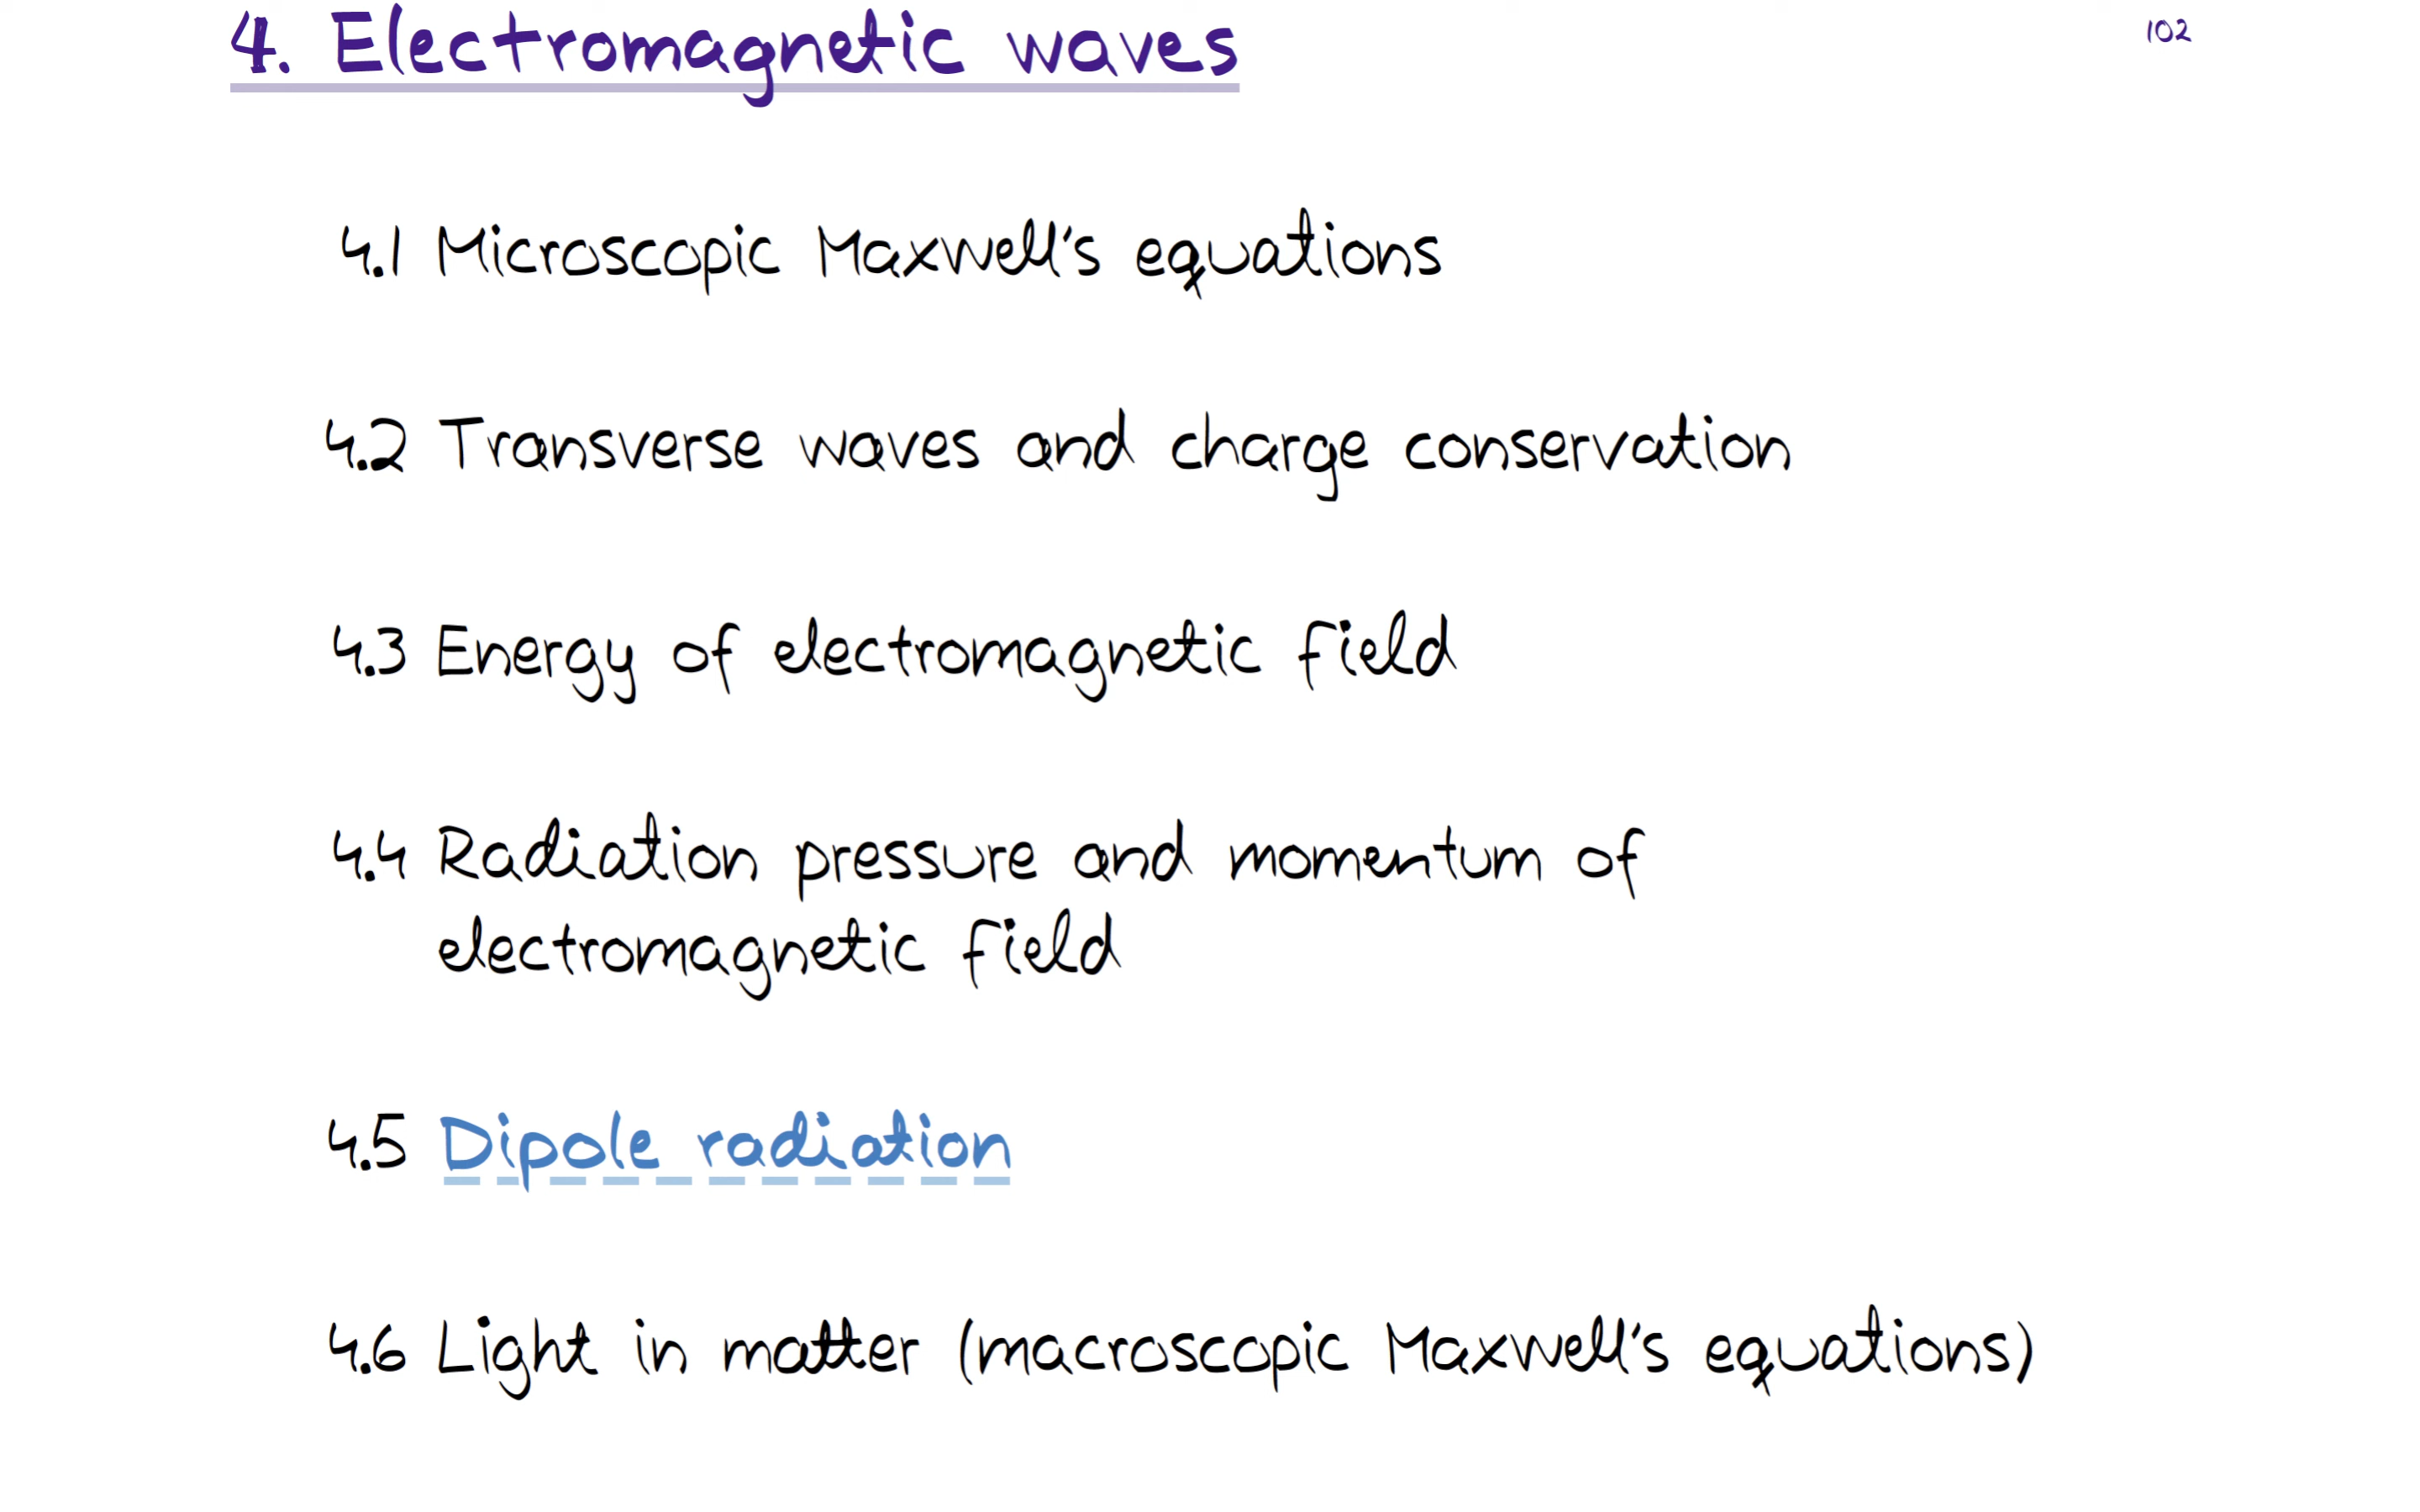 4. Electromagnetic waves
102
4.1 Microscopic Maxwell's equations
4.2 Transverse waves and charge conservation
4.3 Energy of electromagnetic field
4.4 Radiation pressure and momentum of
electromagnetic field
4.5 Dipole radiation
4.6 Light in matter (macroscopic Maxwell's equations)